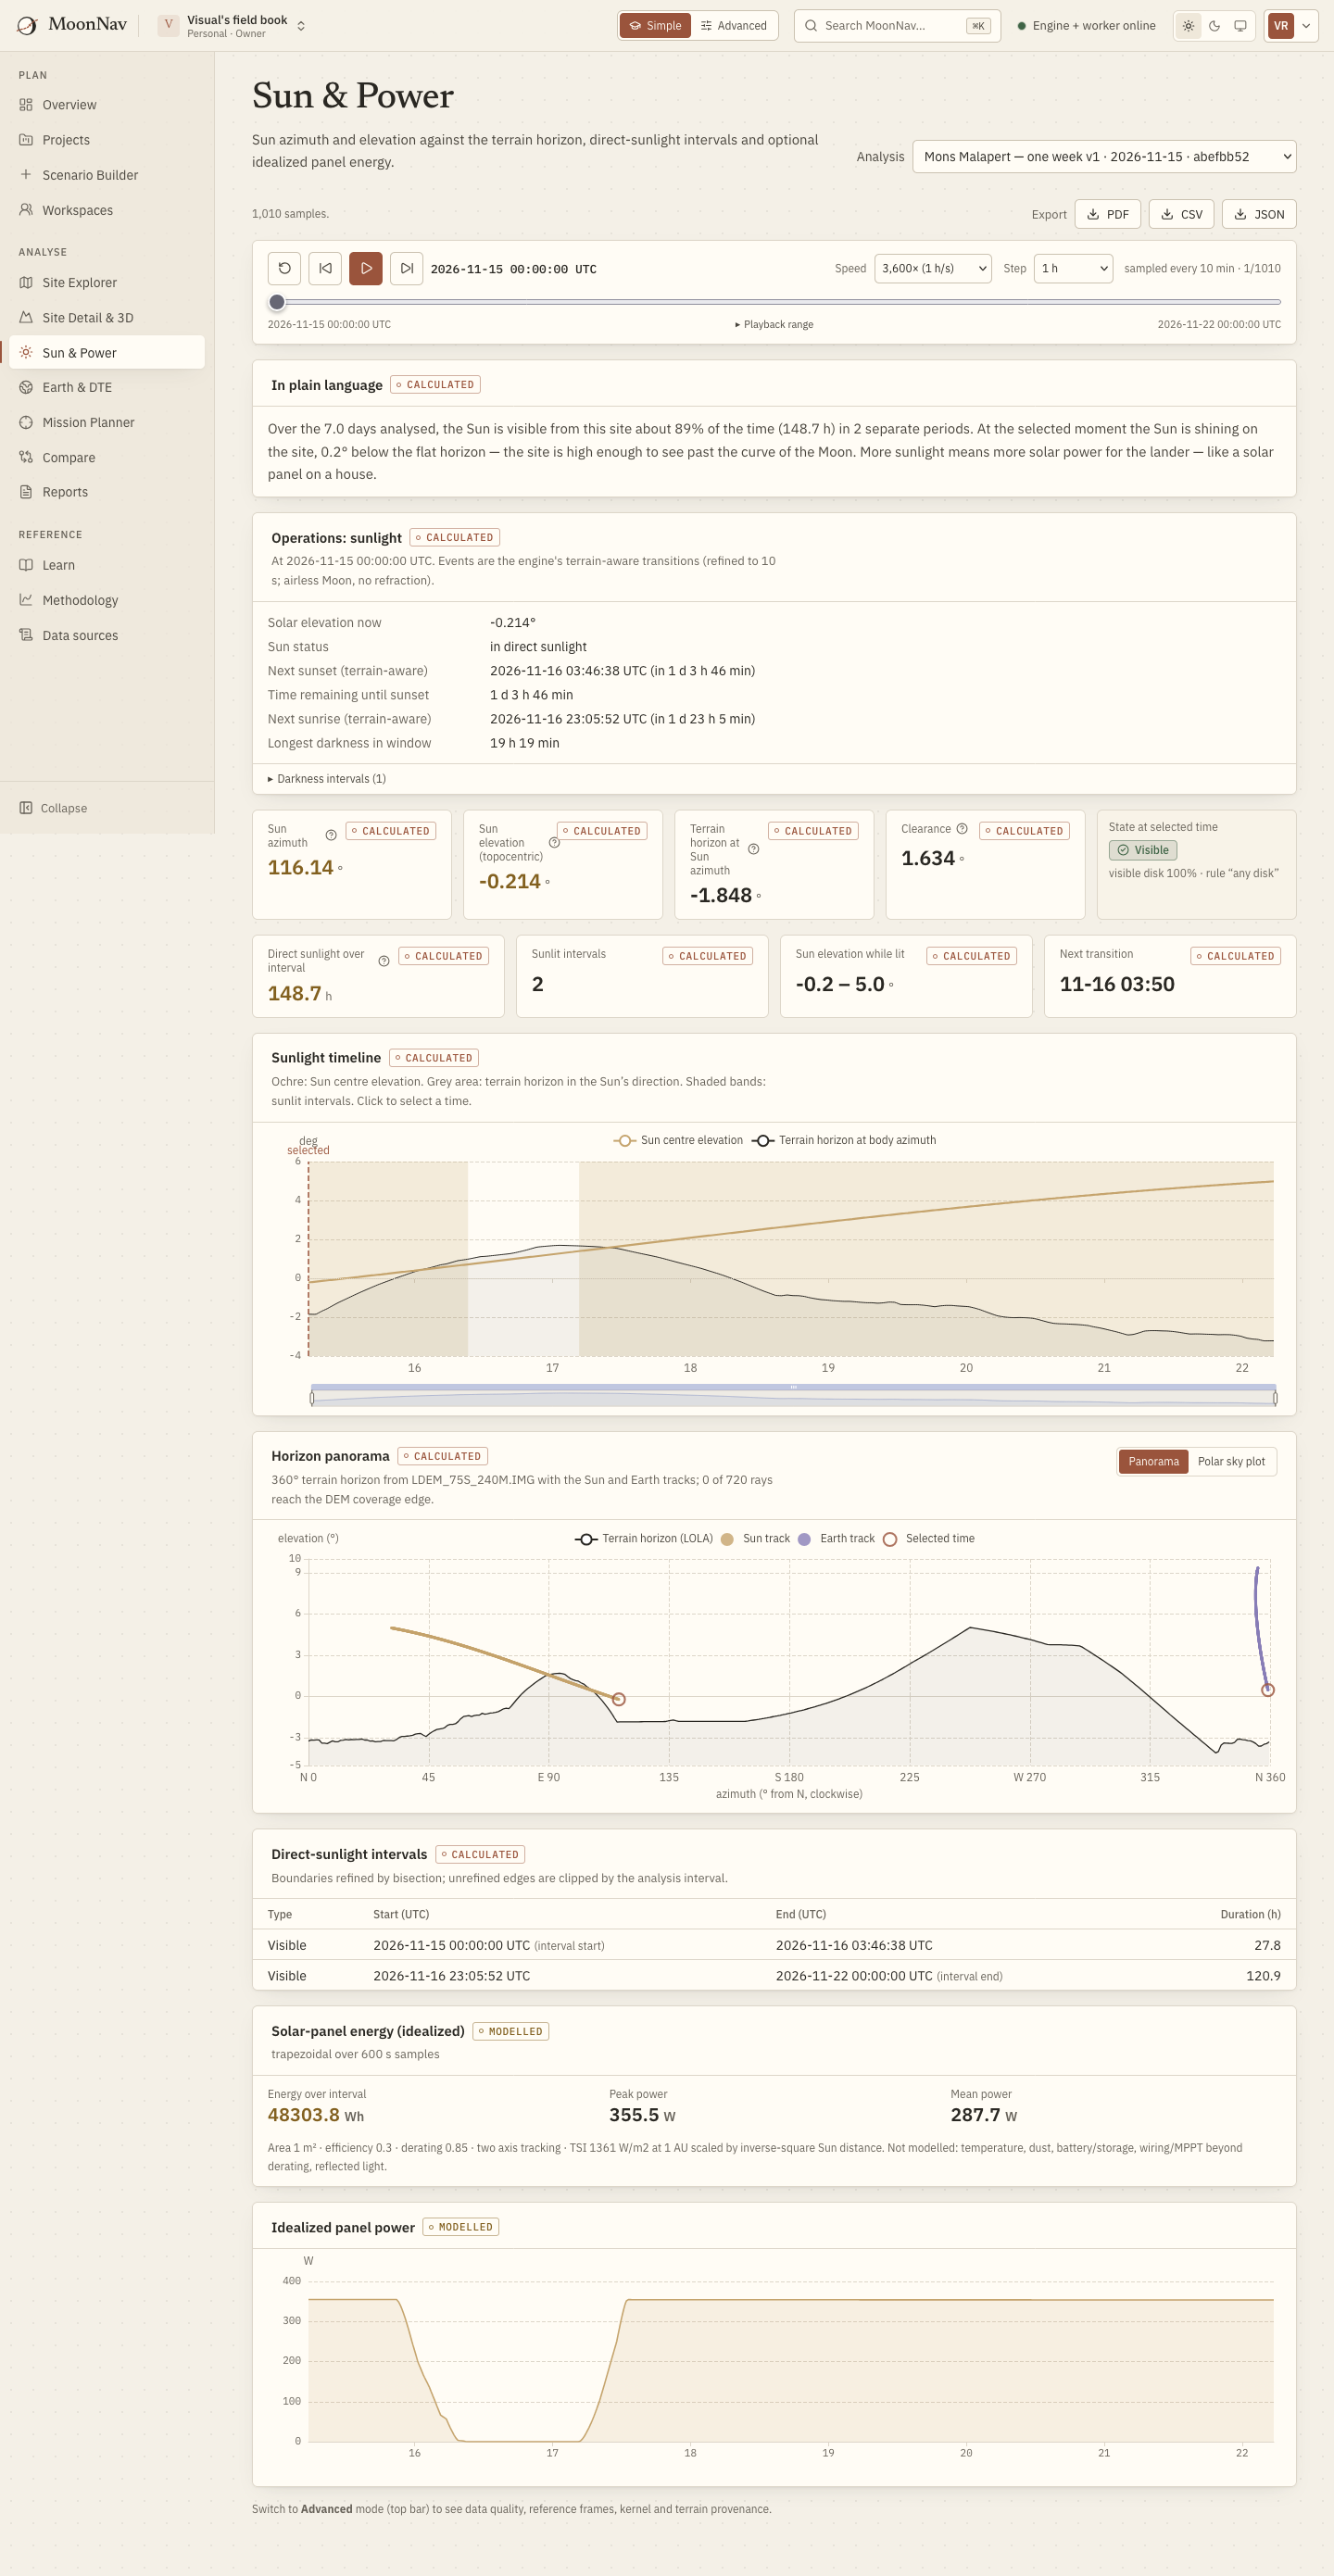 MoonNav
V
Visual's field book
Personal · Owner
Simple
Advanced
Search MoonNav...
⌘K
Engine + worker online
VR
PLAN
Overview
Projects
Scenario Builder
Workspaces
ANALYSE
Site Explorer
Site Detail & 3D
Sun & Power
Earth & DTE
Mission Planner
Compare
Reports
REFERENCE
Learn
Methodology
Data sources
Collapse
Sun & Power
Sun azimuth and elevation against the terrain horizon, direct-sunlight intervals and optional
idealized panel energy.
Analysis
Mons Malapert — one week v1 · 2026-11-15 · abefbb52
1,010 samples.
Export
PDF
CSV
JSON
2026-11-15 00:00:00 UTC
Speed
3,600× (1 h/s)
Step
1 h
sampled every 10 min · 1/1010
2026-11-15 00:00:00 UTC
▸ Playback range
2026-11-22 00:00:00 UTC
In plain language
CALCULATED
Over the 7.0 days analysed, the Sun is visible from this site about 89% of the time (148.7 h) in 2 separate periods. At the selected moment the Sun is shining on
the site, 0.2° below the flat horizon — the site is high enough to see past the curve of the Moon. More sunlight means more solar power for the lander — like a solar
panel on a house.
Operations: sunlight
CALCULATED
At 2026-11-15 00:00:00 UTC. Events are the engine's terrain-aware transitions (refined to 10
s; airless Moon, no refraction).
Solar elevation now
-0.214°
Sun status
in direct sunlight
Next sunset (terrain-aware)
2026-11-16 03:46:38 UTC (in 1 d 3 h 46 min)
Time remaining until sunset
1 d 3 h 46 min
Next sunrise (terrain-aware)
2026-11-16 23:05:52 UTC (in 1 d 23 h 5 min)
Longest darkness in window
19 h 19 min
▸ Darkness intervals (1)
Sun
azimuth
CALCULATED
116.14 °
Sun
elevation
(topocentric)
CALCULATED
-0.214 °
Terrain
horizon at
Sun
azimuth
CALCULATED
-1.848 °
Clearance
CALCULATED
1.634 °
State at selected time
Visible
visible disk 100% · rule “any disk”
Direct sunlight over
interval
CALCULATED
148.7 h
Sunlit intervals
CALCULATED
2
Sun elevation while lit
CALCULATED
-0.2 – 5.0 °
Next transition
CALCULATED
11-16 03:50
Sunlight timeline
CALCULATED
Ochre: Sun centre elevation. Grey area: terrain horizon in the Sun’s direction. Shaded bands:
sunlit intervals. Click to select a time.
deg
selected
Sun centre elevation
Terrain horizon at body azimuth
6
4
2
0
-2
-4
16
17
18
19
20
21
22
Horizon panorama
CALCULATED
360° terrain horizon from LDEM_75S_240M.IMG with the Sun and Earth tracks; 0 of 720 rays
reach the DEM coverage edge.
Panorama
Polar sky plot
elevation (°)
Terrain horizon (LOLA)
Sun track
Earth track
Selected time
10
9
6
3
0
-3
-5
N 0
45
E 90
135
S 180
225
W 270
315
N 360
azimuth (° from N, clockwise)
Direct-sunlight intervals
CALCULATED
Boundaries refined by bisection; unrefined edges are clipped by the analysis interval.
Type
Start (UTC)
End (UTC)
Duration (h)
Visible
2026-11-15 00:00:00 UTC (interval start)
2026-11-16 03:46:38 UTC
27.8
Visible
2026-11-16 23:05:52 UTC
2026-11-22 00:00:00 UTC (interval end)
120.9
Solar-panel energy (idealized)
MODELLED
trapezoidal over 600 s samples
Energy over interval
48303.8 Wh
Peak power
355.5 W
Mean power
287.7 W
Area 1 m² · efficiency 0.3 · derating 0.85 · two axis tracking · TSI 1361 W/m2 at 1 AU scaled by inverse-square Sun distance. Not modelled: temperature, dust, battery/storage, wiring/MPPT beyond
derating, reflected light.
Idealized panel power
MODELLED
W
400
300
200
100
0
16
17
18
19
20
21
22
Switch to Advanced mode (top bar) to see data quality, reference frames, kernel and terrain provenance.